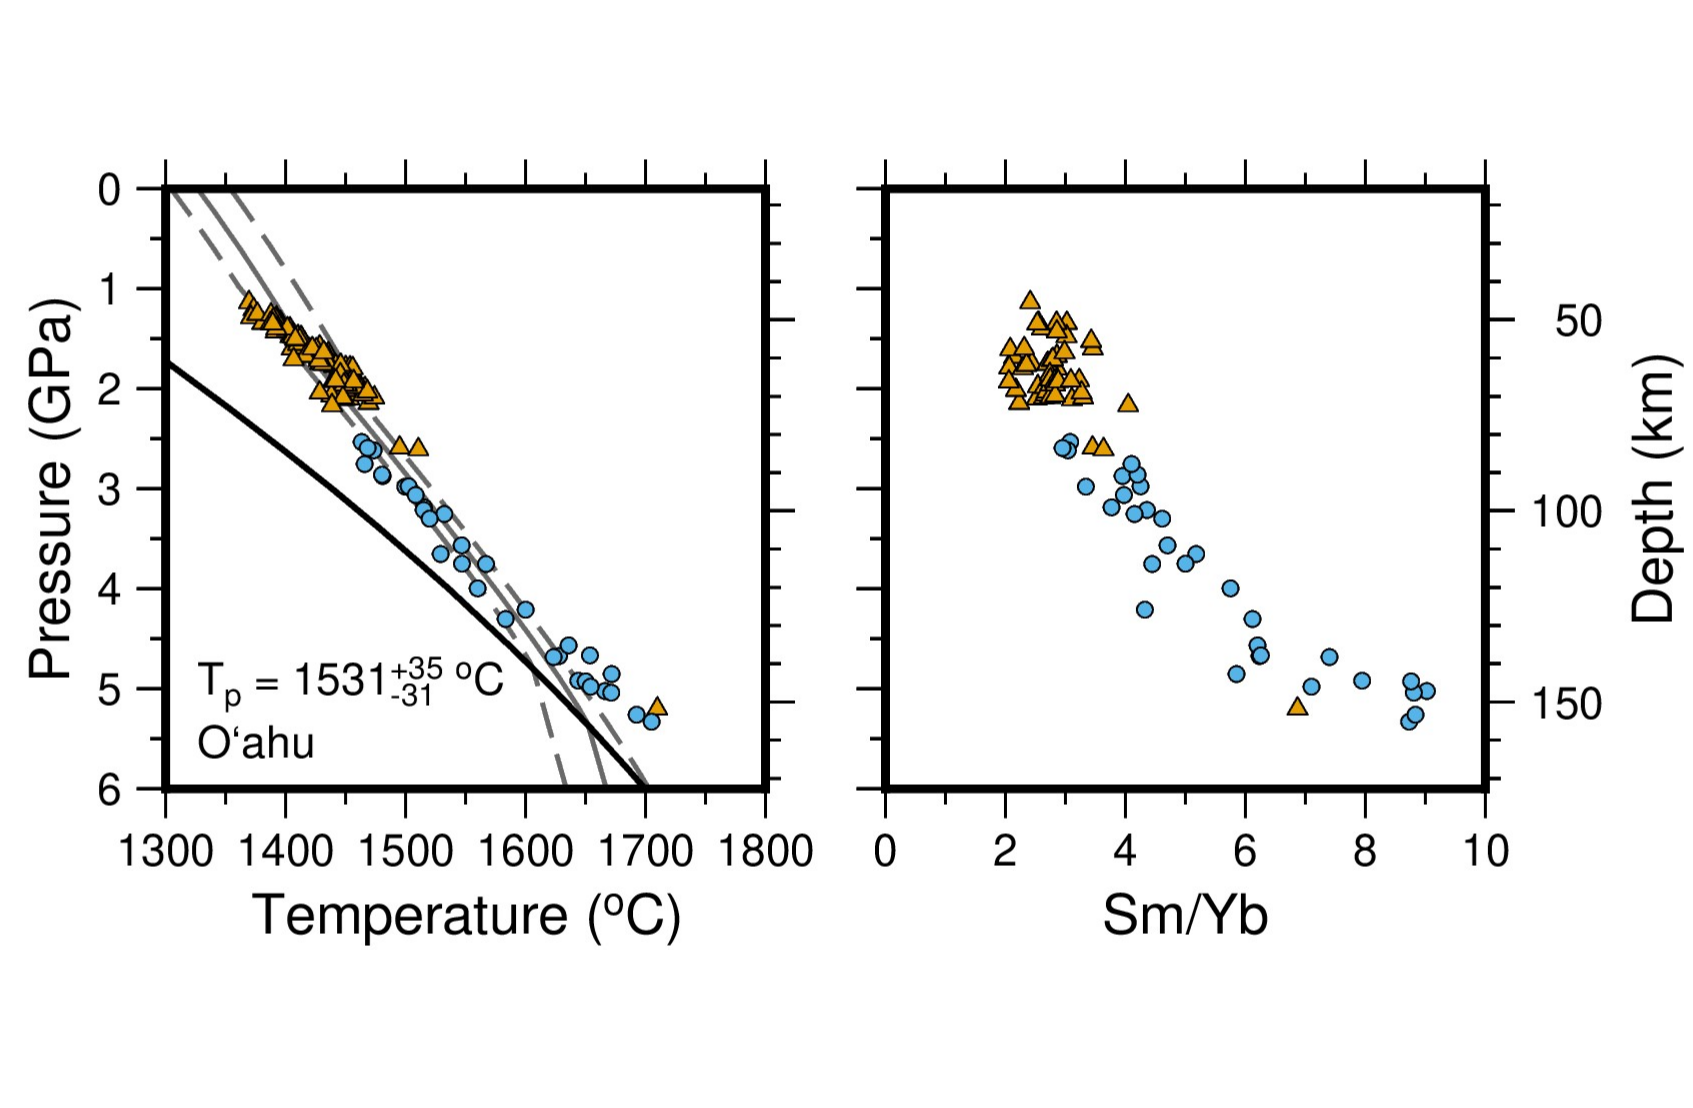 0
1
2
3
4
5
6
Pressure (GPa)
Tp = 1531+35-31 ºC
Oʻahu
1300 1400 1500 1600 1700 1800
Temperature (ºC)
0 2 4 6 8 10
Sm/Yb
50
100
150
Depth (km)